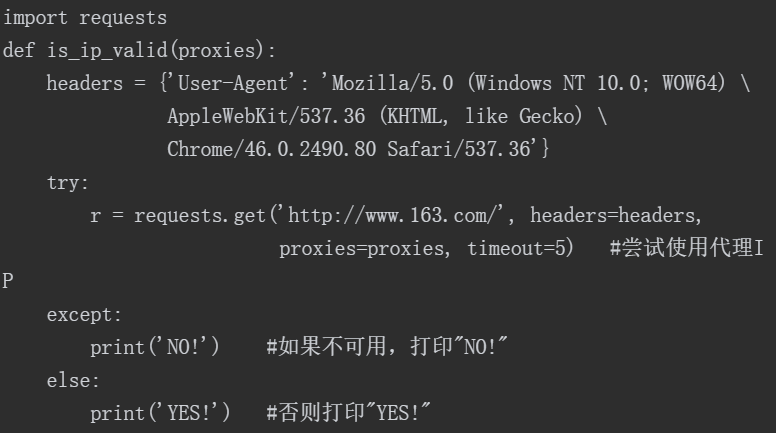 import requests
def is_ip_valid(proxies):
    headers = {'User-Agent': 'Mozilla/5.0 (Windows NT 10.0; WOW64) \
               AppleWebKit/537.36 (KHTML, like Gecko) \
               Chrome/46.0.2490.80 Safari/537.36'}
    try:
        r = requests.get('http://www.163.com/', headers=headers,
                         proxies=proxies, timeout=5)   #尝试使用代理I
P
    except:
        print('NO!')    #如果不可用，打印"NO!"
    else:
        print('YES!')   #否则打印"YES!"